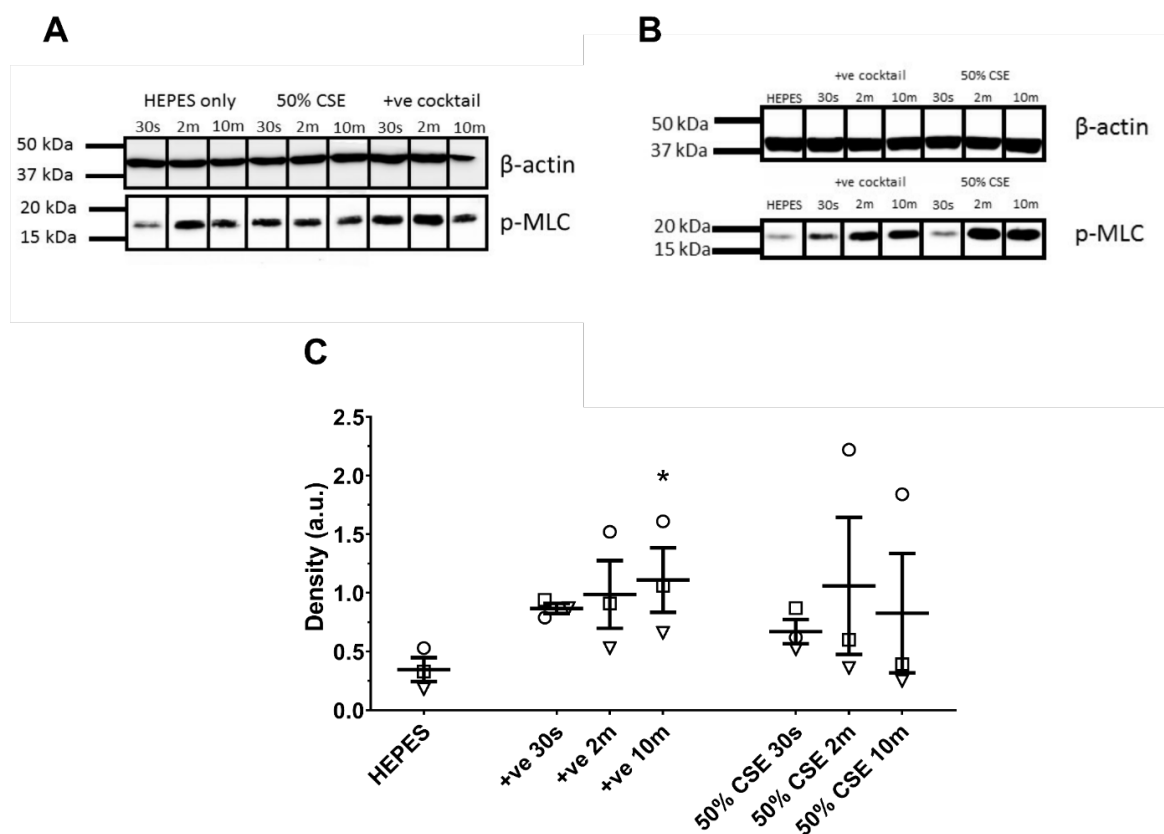 A
HEPES only 50% CSE +ve cocktail
30s 2m 10m 30s 2m 10m 30s 2m 10m
50 kDa
37 kDa
β-actin
20 kDa
15 kDa
p-MLC
B
+ve cocktail 50% CSE
HEPES 30s 2m 10m 30s 2m 10m
50 kDa
37 kDa
β-actin
+ve cocktail 50% CSE
HEPES 30s 2m 10m 30s 2m 10m
20 kDa
15 kDa
p-MLC
C
Density (a.u.)
2.5
2.0
1.5
1.0
0.5
0.0
*
HEPES
+ve 30s
+ve 2m
+ve 10m
50% CSE 30s
50% CSE 2m
50% CSE 10m